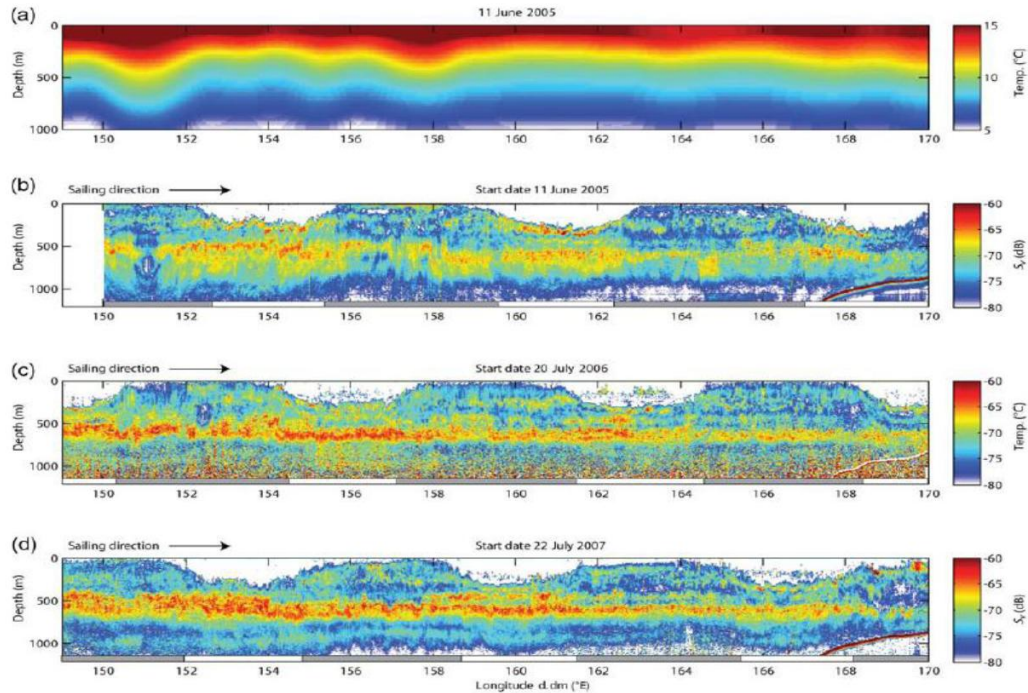 (a)
11 June 2005
Depth (m)
0
500
1000
150 152 154 156 158 160 162 164 166 168 170
15
10
5
Temp. (°C)
(b)
Sailing direction
Start date 11 June 2005
Depth (m)
0
500
1000
150 152 154 156 158 160 162 164 166 168 170
-60
-65
-70
-75
-80
Sv (dB)
(c)
Sailing direction
Start date 20 July 2006
Depth (m)
0
500
1000
150 152 154 156 158 160 162 164 166 168 170
-60
-65
-70
-75
-80
Temp. (°C)
(d)
Sailing direction
Start date 22 July 2007
Depth (m)
0
500
1000
150 152 154 156 158 160 162 164 166 168 170
Longitude d.dm (°E)
-60
-65
-70
-75
-80
Sv (dB)